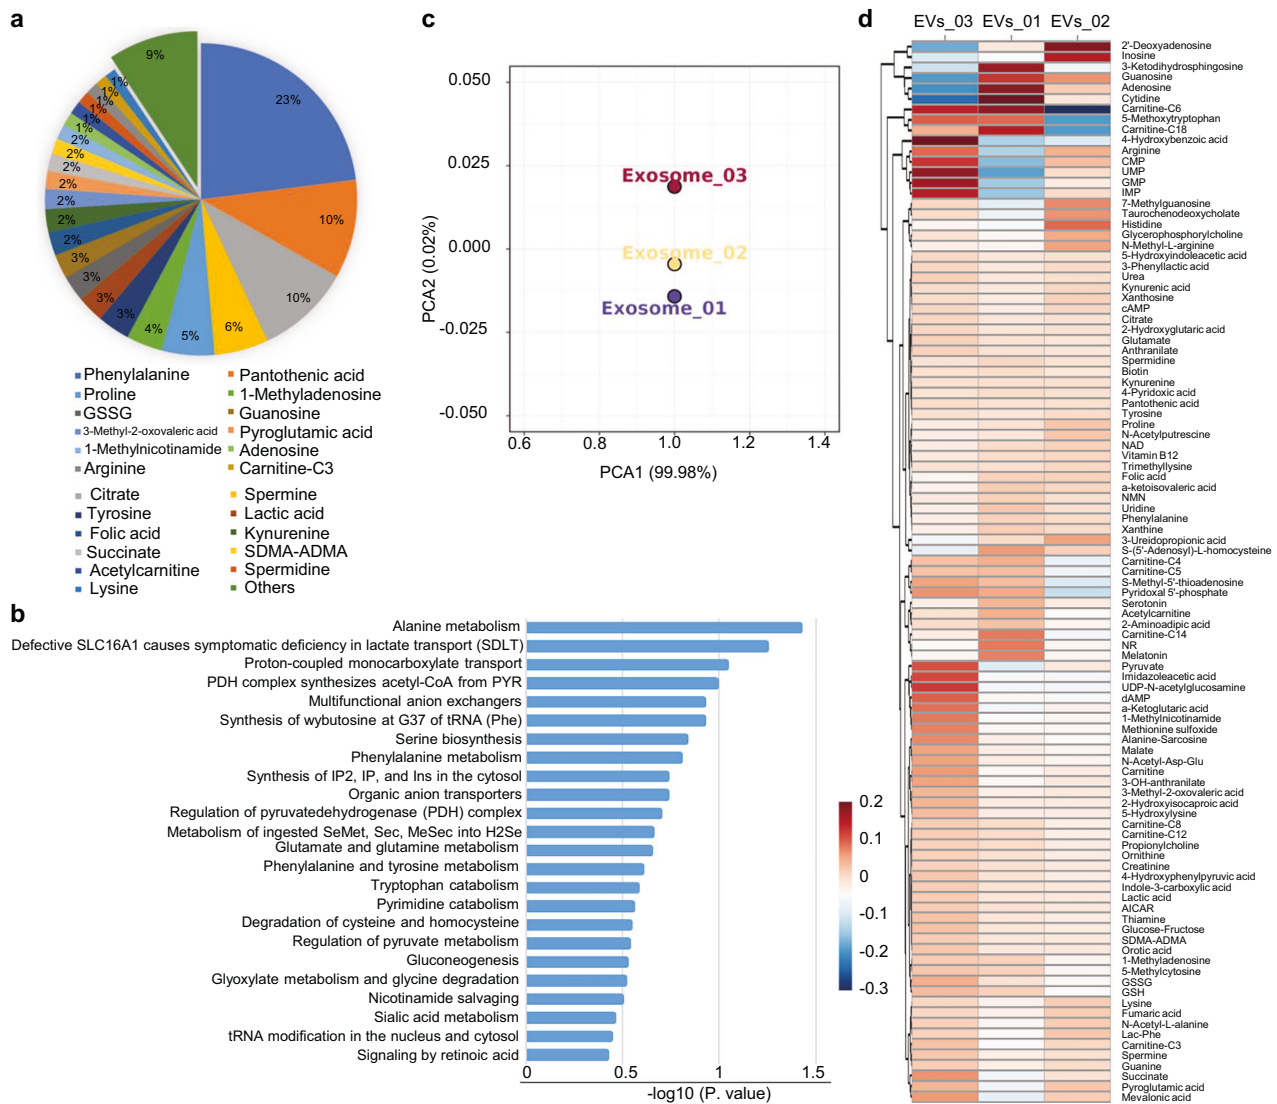 a
9%
23%
10%
10%
6%
5%
4%
3%
3%
3%
3%
2%
2%
2%
2%
2%
2%
2%
1%
1%
1%
1%
1%
1%
Phenylalanine
Pantothenic acid
Proline
1-Methyladenosine
GSSG
Guanosine
3-Methyl-2-oxovaleric acid
Pyroglutamic acid
1-Methylnicotinamide
Adenosine
Arginine
Carnitine-C3
Citrate
Spermine
Tyrosine
Lactic acid
Folic acid
Kynurenine
Succinate
SDMA-ADMA
Acetylcarnitine
Spermidine
Lysine
Others
b
Alanine metabolism
Defective SLC16A1 causes symptomatic deficiency in lactate transport (SDLT)
Proton-coupled monocarboxylate transport
PDH complex synthesizes acetyl-CoA from PYR
Multifunctional anion exchangers
Synthesis of wybutosine at G37 of tRNA (Phe)
Serine biosynthesis
Phenylalanine metabolism
Synthesis of IP2, IP, and Ins in the cytosol
Organic anion transporters
Regulation of pyruvatedehydrogenase (PDH) complex
Metabolism of ingested SeMet, Sec, MeSec into H2Se
Glutamate and glutamine metabolism
Phenylalanine and tyrosine metabolism
Tryptophan catabolism
Pyrimidine catabolism
Degradation of cysteine and homocysteine
Regulation of pyruvate metabolism
Gluconeogenesis
Glyoxylate metabolism and glycine degradation
Nicotinamide salvaging
Sialic acid metabolism
tRNA modification in the nucleus and cytosol
Signaling by retinoic acid
0
0.5
1
1.5
-log10 (P. value)
c
0.050
0.025
0.000
-0.025
-0.050
PCA2 (0.02%)
Exosome_03
Exosome_02
Exosome_01
0.6
0.8
1.0
1.2
1.4
PCA1 (99.98%)
d
EVs_03
EVs_01
EVs_02
0.2
0.1
0
-0.1
-0.2
-0.3
2'-Deoxyadenosine
Inosine
3-Ketodihydrosphingosine
Guanosine
Adenosine
Cytidine
Carnitine-C6
5-Methoxytryptophan
Carnitine-C18
4-Hydroxybenzoic acid
Arginine
CMP
UMP
GMP
IMP
7-Methylguanosine
Taurochenodeoxycholate
Histidine
Glycerophosphorylcholine
N-Methyl-L-arginine
5-Hydroxyindoleacetic acid
3-Phenyllactic acid
Urea
Kynurenic acid
Xanthosine
cAMP
Citrate
2-Hydroxyglutaric acid
Glutamate
Anthranilate
Spermidine
Biotin
Kynurenine
4-Pyridoxic acid
Pantothenic acid
Tyrosine
Proline
N-Acetylputrescine
NAD
Vitamin B12
Trimethyllysine
Folic acid
a-ketoisovaleric acid
NMN
Uridine
Phenylalanine
Xanthine
3-Ureidopropionic acid
S-(5'-Adenosyl)-L-homocysteine
Carnitine-C4
Carnitine-C5
S-Methyl-5'-thioadenosine
Pyridoxal 5'-phosphate
Serotonin
Acetylcarnitine
2-Aminoadipic acid
Carnitine-C14
NR
Melatonin
Pyruvate
Imidazoleacetic acid
UDP-N-acetylglucosamine
dAMP
a-Ketoglutaric acid
1-Methylnicotinamide
Methionine sulfoxide
Alanine-Sarcosine
Malate
N-Acetyl-Asp-Glu
Carnitine
3-OH-anthranilate
3-Methyl-2-oxovaleric acid
2-Hydroxyisocaproic acid
5-Hydroxylysine
Carnitine-C8
Carnitine-C12
Propionylcholine
Ornithine
Creatinine
4-Hydroxyphenylpyruvic acid
Indole-3-carboxylic acid
Lactic acid
AICAR
Thiamine
Glucose-Fructose
SDMA-ADMA
Orotic acid
1-Methyladenosine
5-Methylcytosine
GSSG
GSH
Lysine
Fumaric acid
N-Acetyl-L-alanine
Lac-Phe
Carnitine-C3
Spermine
Guanine
Succinate
Pyroglutamic acid
Mevalonic acid